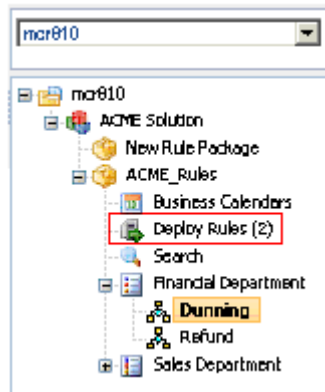 mcr810
mcr810
ACME Solution
New Rule Package
ACME_Rules
Business Calendars
Deploy Rules (2)
Search
Financial Department
Dunning
Refund
Sales Department